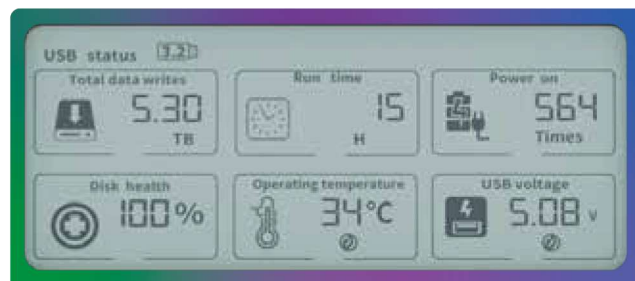 USB status 3.2
Total data writes
5.30
TB
Run time
15
H
Power on
564
Times
Disk health
100%
Operating temperature
34°C
USB voltage
5.08 v